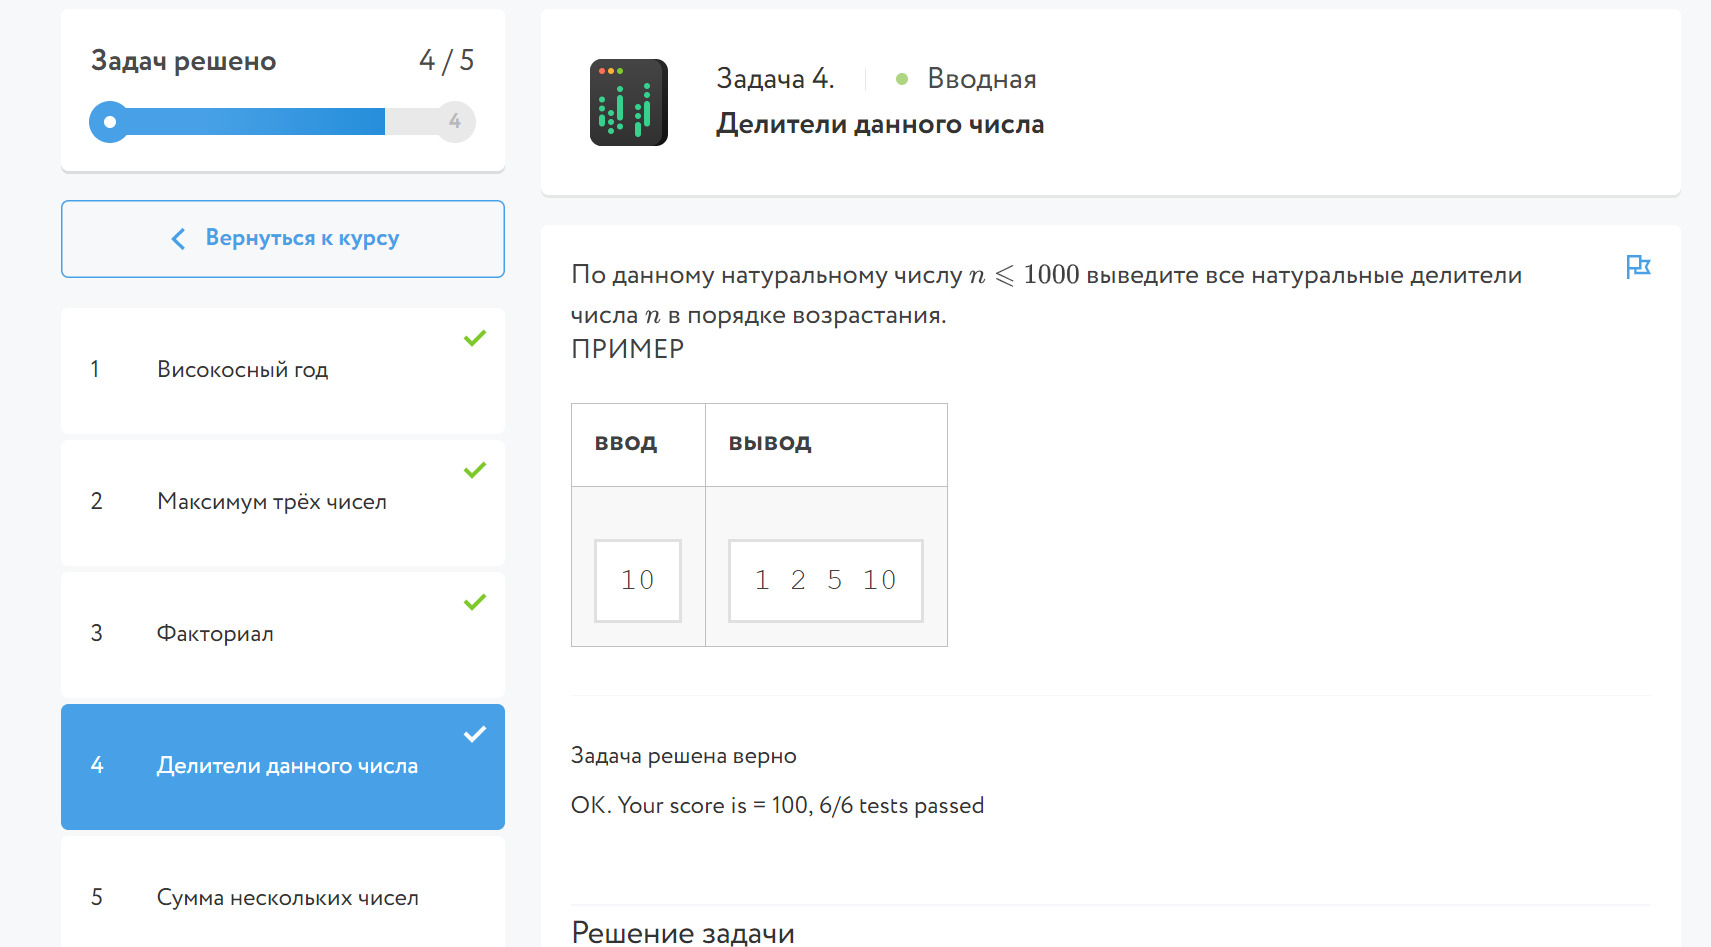 Задач решено 4 / 5
4
Вернуться к курсу
1 Високосный год
2 Максимум трёх чисел
3 Факториал
4 Делители данного числа
5 Сумма нескольких чисел
Задача 4. Вводная
Делители данного числа
По данному натуральному числу n ⩽ 1000 выведите все натуральные делители
числа n в порядке возрастания.
ПРИМЕР
ввод вывод
10 1 2 5 10
Задача решена верно
OK. Your score is = 100, 6/6 tests passed
Решение задачи